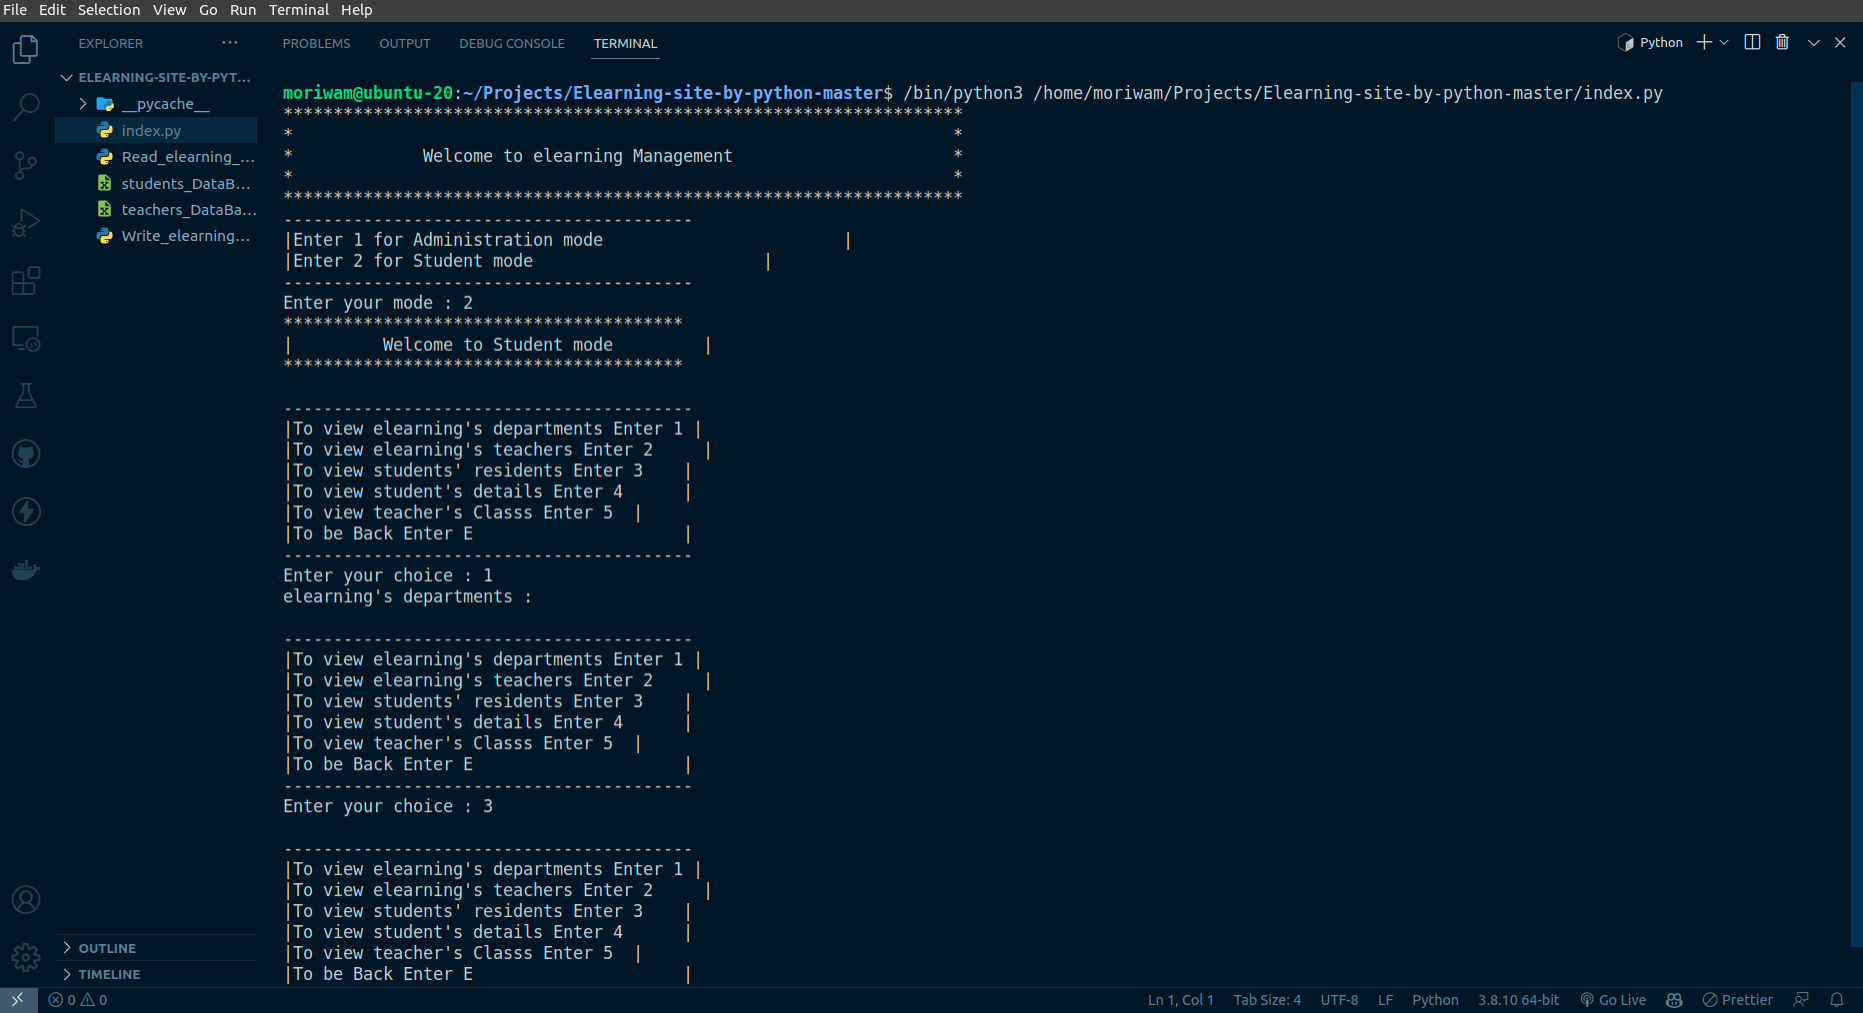 File Edit Selection View Go Run Terminal Help
EXPLORER ···
PROBLEMS OUTPUT DEBUG CONSOLE TERMINAL
Python
ELEARNING-SITE-BY-PYT...
__pycache__
index.py
Read_elearning_...
students_DataB...
teachers_DataBa...
Write_elearning...
moriwam@ubuntu-20:~/Projects/Elearning-site-by-python-master$ /bin/python3 /home/moriwam/Projects/Elearning-site-by-python-master/index.py
********************************************************************
* *
* Welcome to elearning Management *
* *
********************************************************************
-----------------------------------------
|Enter 1 for Administration mode |
|Enter 2 for Student mode |
-----------------------------------------
Enter your mode : 2
****************************************
| Welcome to Student mode |
****************************************
-----------------------------------------
|To view elearning's departments Enter 1 |
|To view elearning's teachers Enter 2 |
|To view students' residents Enter 3 |
|To view student's details Enter 4 |
|To view teacher's Classs Enter 5 |
|To be Back Enter E |
-----------------------------------------
Enter your choice : 1
elearning's departments :
-----------------------------------------
|To view elearning's departments Enter 1 |
|To view elearning's teachers Enter 2 |
|To view students' residents Enter 3 |
|To view student's details Enter 4 |
|To view teacher's Classs Enter 5 |
|To be Back Enter E |
-----------------------------------------
Enter your choice : 3
-----------------------------------------
|To view elearning's departments Enter 1 |
|To view elearning's teachers Enter 2 |
|To view students' residents Enter 3 |
|To view student's details Enter 4 |
|To view teacher's Classs Enter 5 |
|To be Back Enter E |
OUTLINE
TIMELINE
0 0 Ln 1, Col 1 Tab Size: 4 UTF-8 LF Python 3.8.10 64-bit Go Live Prettier